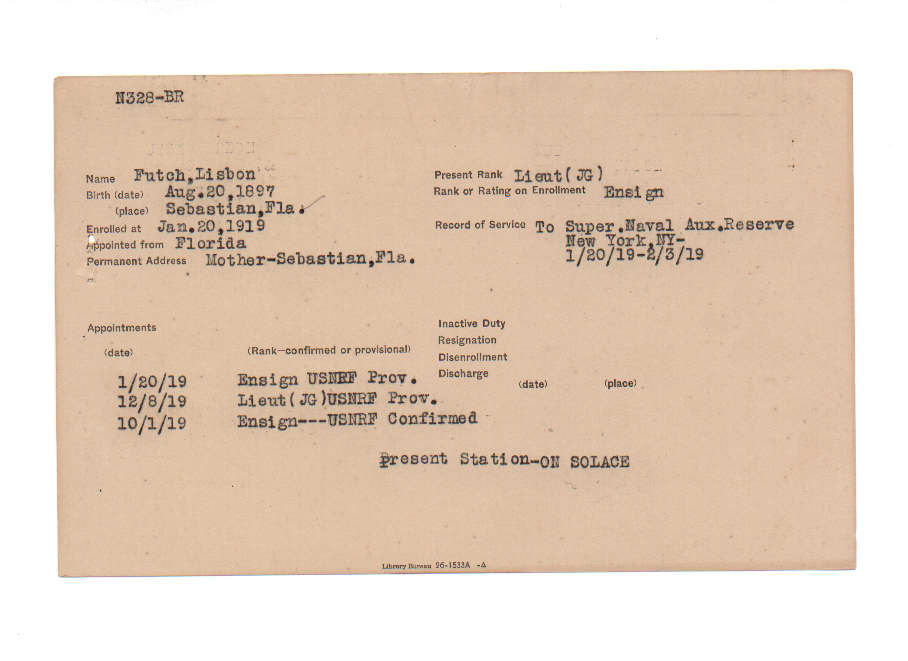 N328-BR
Name Futch,Lisbon
Birth (date) Aug.20,1897
(place) Sebastian,Fla.
Enrolled at Jan.20,1919
Appointed from Florida
Permanent Address Mother-Sebastian,Fla.
Present Rank Lieut(JG)
Rank or Rating on Enrollment Ensign
Record of Service To Super.Naval Aux.Reserve
New York,NY-
1/20/19-2/3/19
Appointments
(date) (Rank—confirmed or provisional)
1/20/19 Ensign USNRF Prov.
12/8/19 Lieut(JG)USNRF Prov.
10/1/19 Ensign---USNRF Confirmed
Inactive Duty
Resignation
Disenrollment
Discharge
(date) (place)
Present Station-ON SOLACE
Library Bureau 26-1533A -A